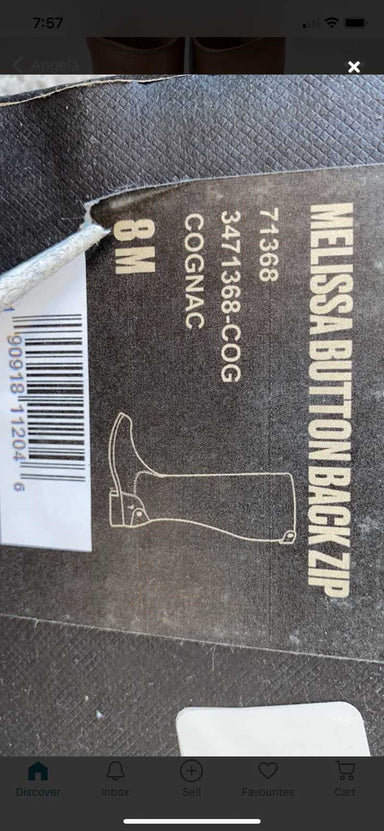 7:57
Angela
MELISSA BUTTON BACK ZIP
71368
3471368-COG
COGNAC
8 M
1 90918 11204 6
Discover
Inbox
Sell
Favourites
Cart